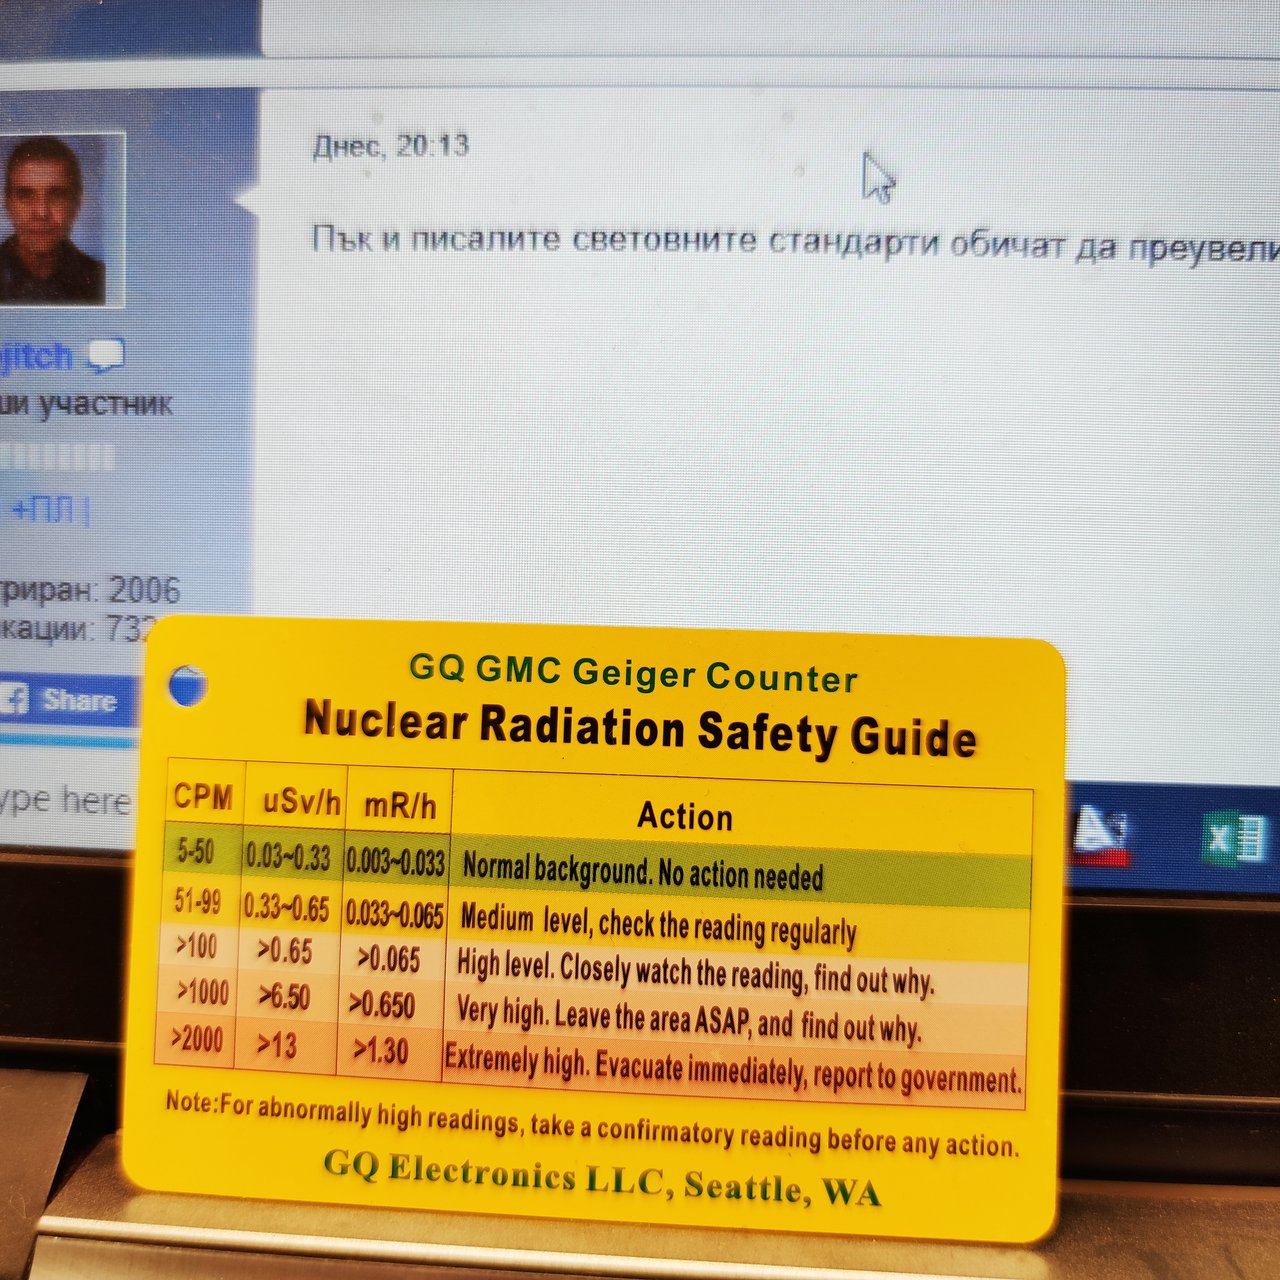 Днес, 20:13
Пък и писалите световните стандарти обичат да
jitch
участник
+ПЛ |
2006
Share
here
GQ GMC Geiger Counter
Nuclear Radiation Safety Guide
CPM uSv/h mR/h Action
5-50 0.03~0.33 0.003~0.033 Normal background. No action needed
51-99 0.33~0.65 0.033~0.065 Medium level, check the reading regularly
>100 >0.65 >0.065 High level. Closely watch the reading, find out why.
>1000 >6.50 >0.650 Very high. Leave the area ASAP, and find out why.
>2000 >13 >1.30 Extremely high. Evacuate immediately, report to government.
Note:For abnormally high readings, take a confirmatory reading before any action.
GQ Electronics LLC, Seattle, WA